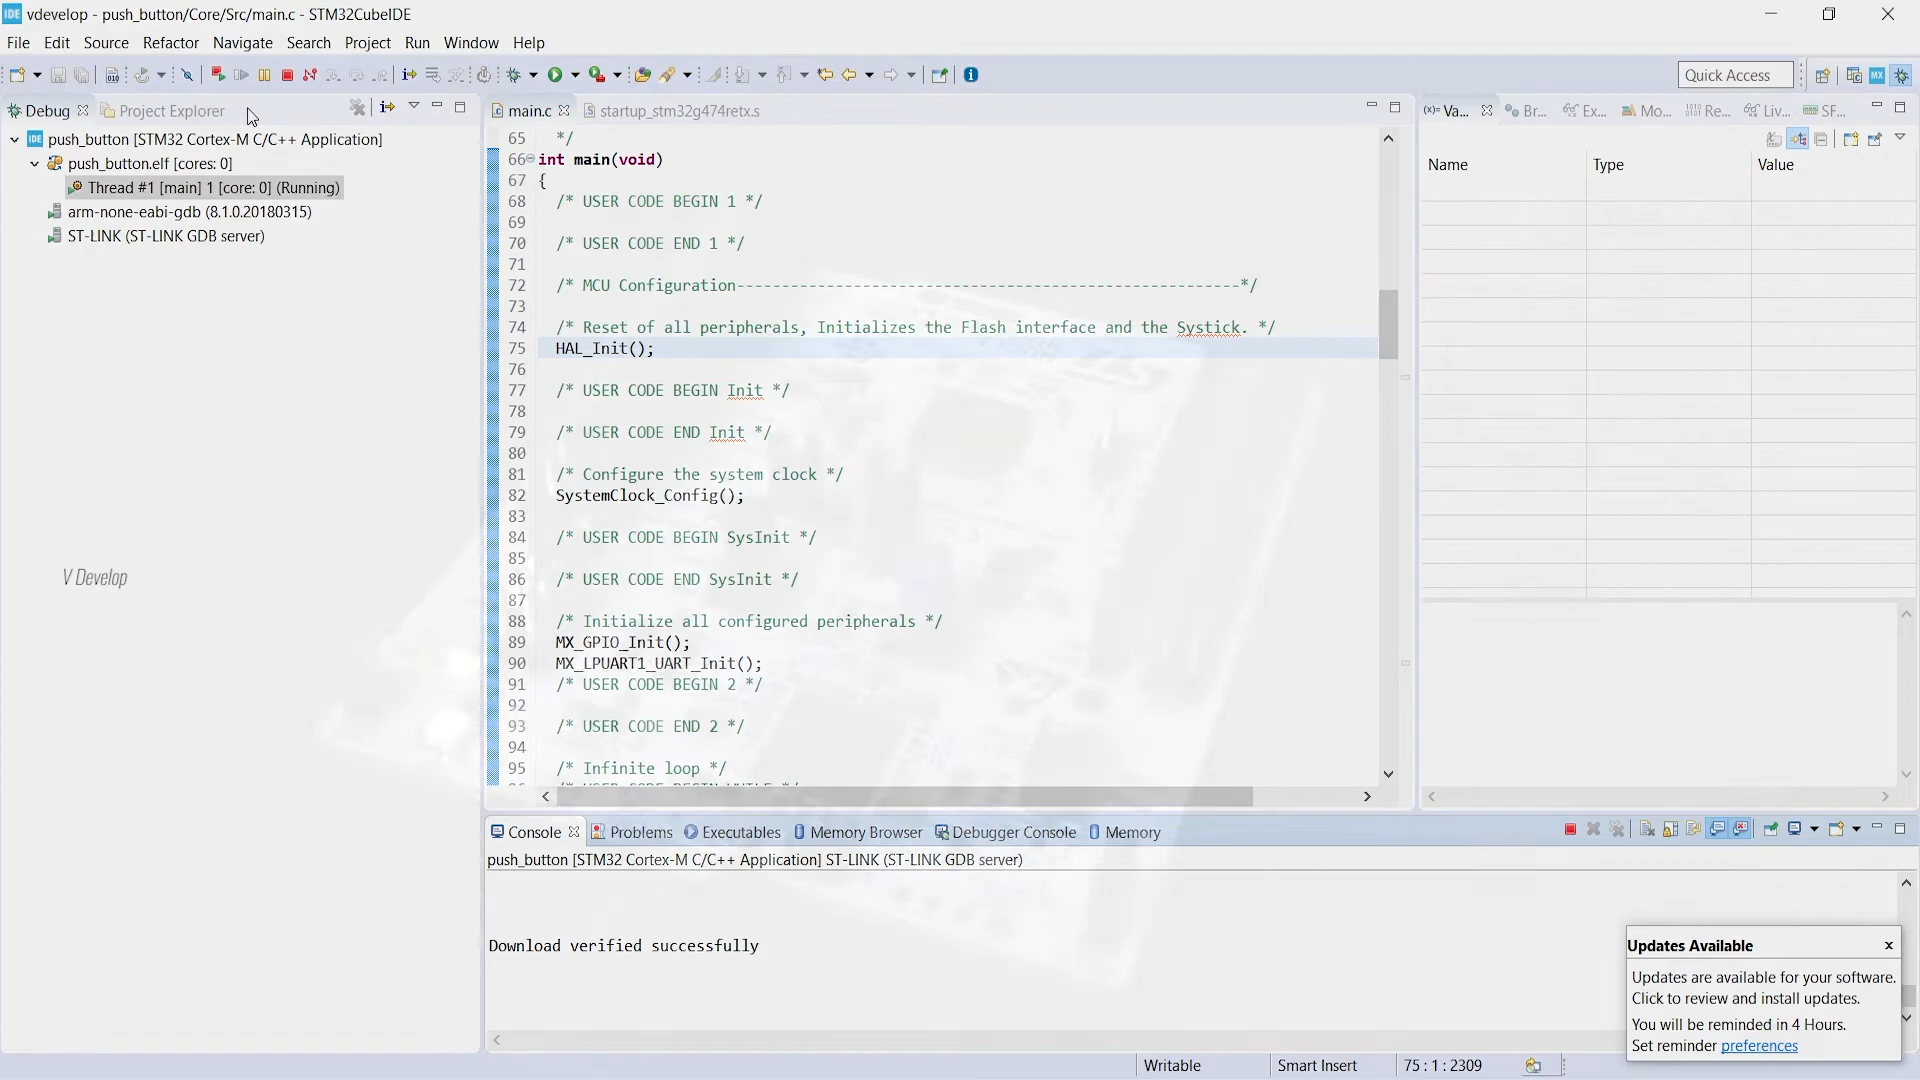 IDE vdevelop - push_button/Core/Src/main.c - STM32CubeIDE
File Edit Source Refactor Navigate Search Project Run Window Help
Quick Access
Debug Project Explorer
push_button [STM32 Cortex-M C/C++ Application]
push_button.elf [cores: 0]
Thread #1 [main] 1 [core: 0] (Running)
arm-none-eabi-gdb (8.1.0.20180315)
ST-LINK (ST-LINK GDB server)
V Develop
main.c startup_stm32g474retx.s
65 */
66 int main(void)
67 {
68 /* USER CODE BEGIN 1 */
69
70 /* USER CODE END 1 */
71
72 /* MCU Configuration--------------------------------------------------------*/
73
74 /* Reset of all peripherals, Initializes the Flash interface and the Systick. */
75 HAL_Init();
76
77 /* USER CODE BEGIN Init */
78
79 /* USER CODE END Init */
80
81 /* Configure the system clock */
82 SystemClock_Config();
83
84 /* USER CODE BEGIN SysInit */
85
86 /* USER CODE END SysInit */
87
88 /* Initialize all configured peripherals */
89 MX_GPIO_Init();
90 MX_LPUART1_UART_Init();
91 /* USER CODE BEGIN 2 */
92
93 /* USER CODE END 2 */
94
95 /* Infinite loop */
(x)= Va... Br... Ex... Mo... Re... Liv... SF...
Name Type Value
Console Problems Executables Memory Browser Debugger Console Memory
push_button [STM32 Cortex-M C/C++ Application] ST-LINK (ST-LINK GDB server)
Download verified successfully
Updates Available x
Updates are available for your software.
Click to review and install updates.
You will be reminded in 4 Hours.
Set reminder preferences
Writable Smart Insert 75 : 1 : 2309